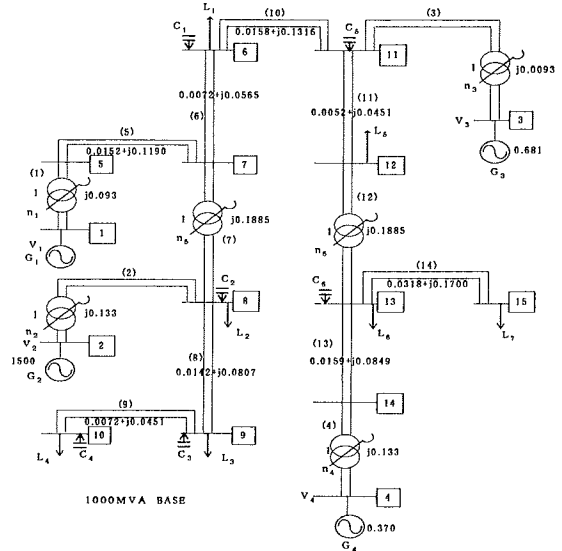 L1
C1
6
(10)
0.0158+j0.1316
C5
11
(3)
1
n3
j0.0093
V3
3
G3
0.681
0.0072+j0.0565
(6)
0.0052+j0.0451
(11)
L5
(5)
0.0152+j0.1190
(1)
5
7
12
1
n1
j0.093
1
V1
G1
1
n5
j0.1885
(7)
(12)
1
n6
j0.1885
(2)
1
n2
j0.133
V2
2
1500
G2
C2
8
L2
C6
13
L6
(14)
0.0318+j0.1700
15
L7
(8)
0.0142+j0.0807
(13)
0.0159+j0.0849
(9)
0.0072+j0.0451
L4
C4
10
C3
9
L3
14
(4)
1
n4
j0.133
V4
4
G4
0.370
1000MVA BASE